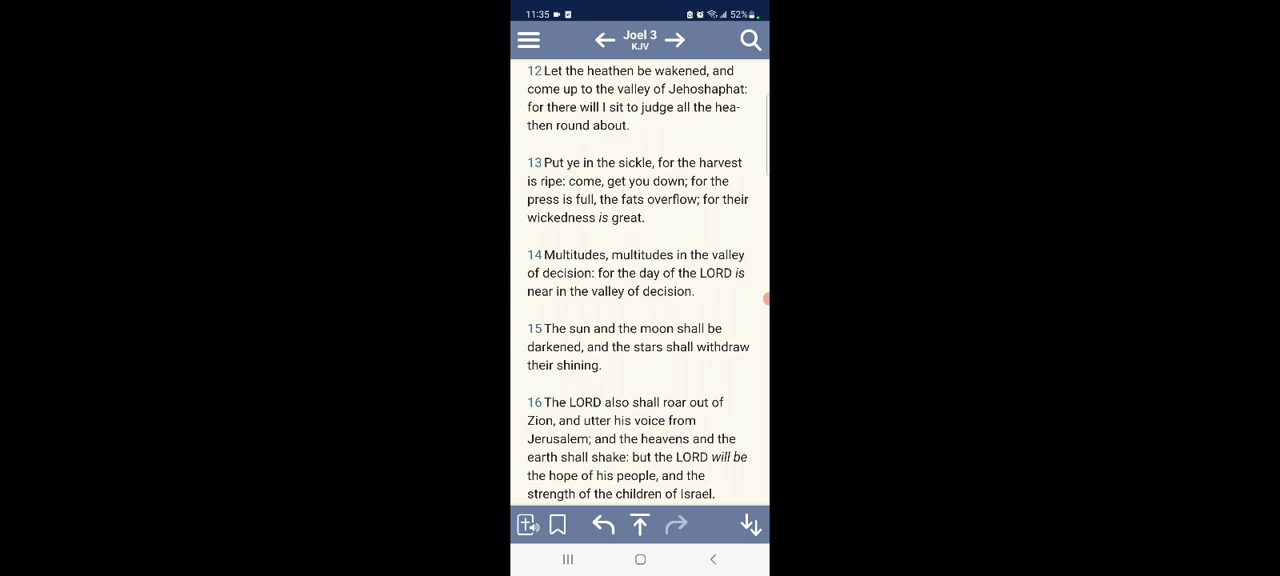 11:35 52%
Joel 3
KJV
12 Let the heathen be wakened, and
come up to the valley of Jehoshaphat:
for there will I sit to judge all the hea-
then round about.
13 Put ye in the sickle, for the harvest
is ripe: come, get you down; for the
press is full, the fats overflow; for their
wickedness is great.
14 Multitudes, multitudes in the valley
of decision: for the day of the LORD is
near in the valley of decision.
15 The sun and the moon shall be
darkened, and the stars shall withdraw
their shining.
16 The LORD also shall roar out of
Zion, and utter his voice from
Jerusalem; and the heavens and the
earth shall shake: but the LORD will be
the hope of his people, and the
strength of the children of Israel.